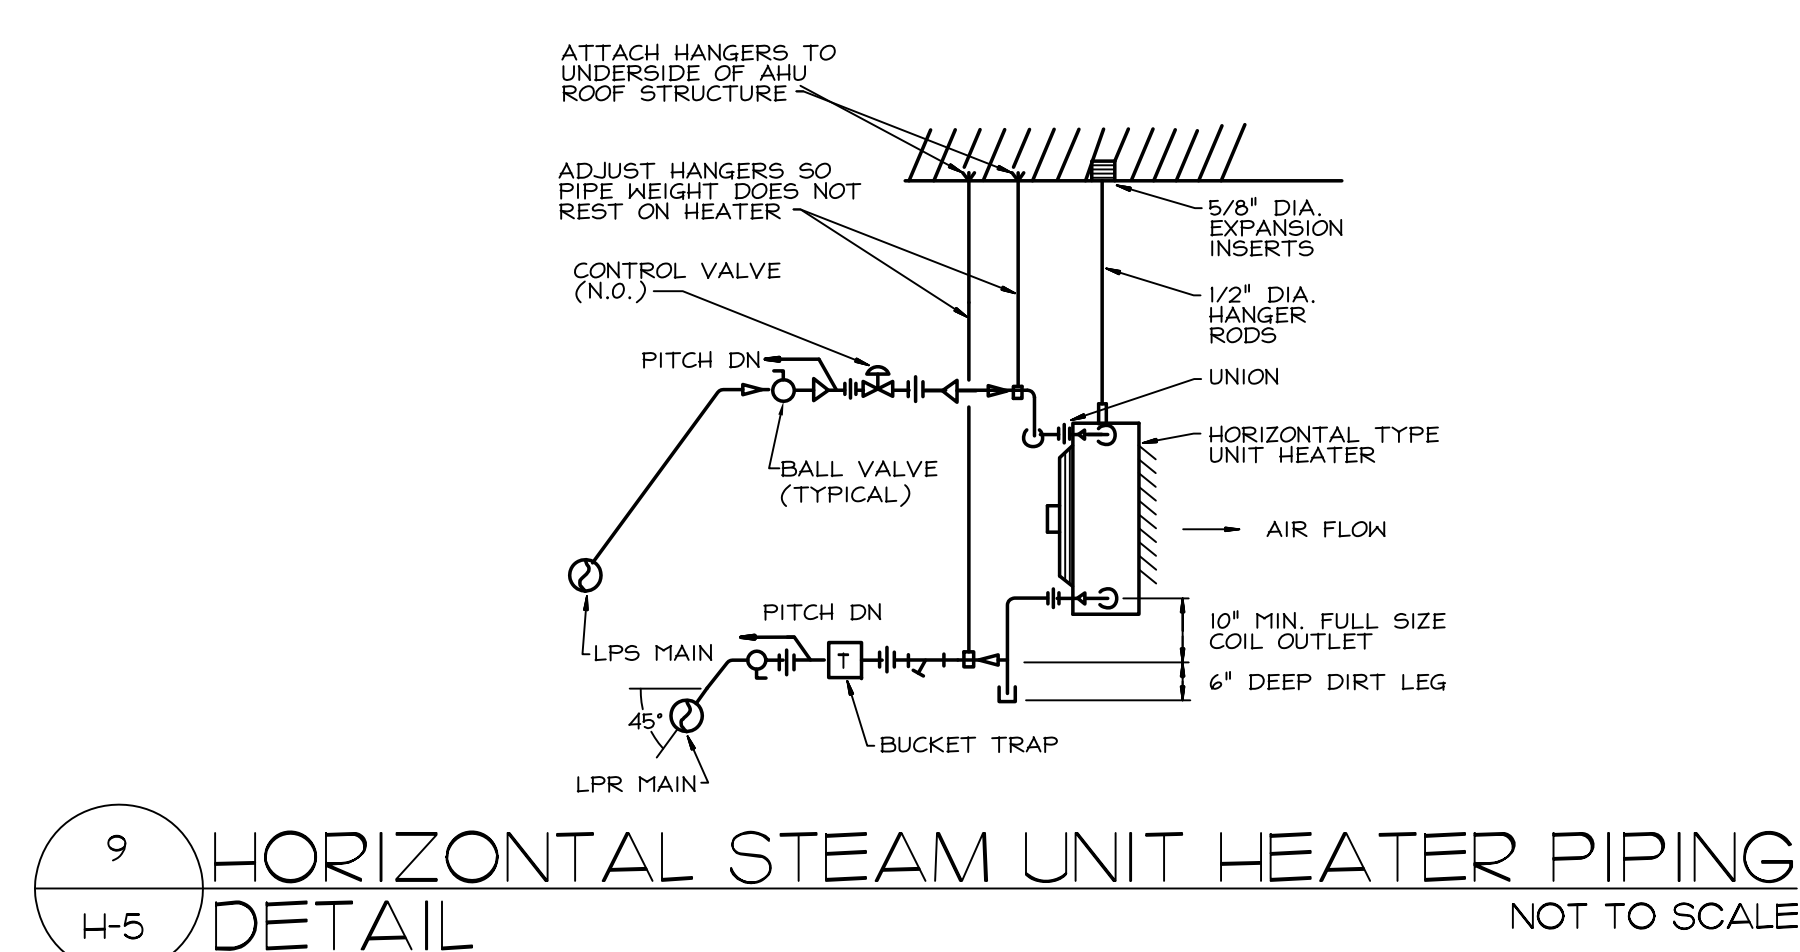 ATTACH HANGERS TO
UNDERSIDE OF AHU
ROOF STRUCTURE
ADJUST HANGERS SO
PIPE WEIGHT DOES NOT
REST ON HEATER
5/8" DIA.
EXPANSION
INSERTS
CONTROL VALVE
(N.O.)
1/2" DIA.
HANGER
RODS
PITCH DN
UNION
HORIZONTAL TYPE
UNIT HEATER
BALL VALVE
(TYPICAL)
AIR FLOW
PITCH DN
10" MIN. FULL SIZE
COIL OUTLET
LPS MAIN
T
6" DEEP DIRT LEG
45°
BUCKET TRAP
LPR MAIN
9
H-5
HORIZONTAL STEAM UNIT HEATER PIPING
DETAIL
NOT TO SCALE